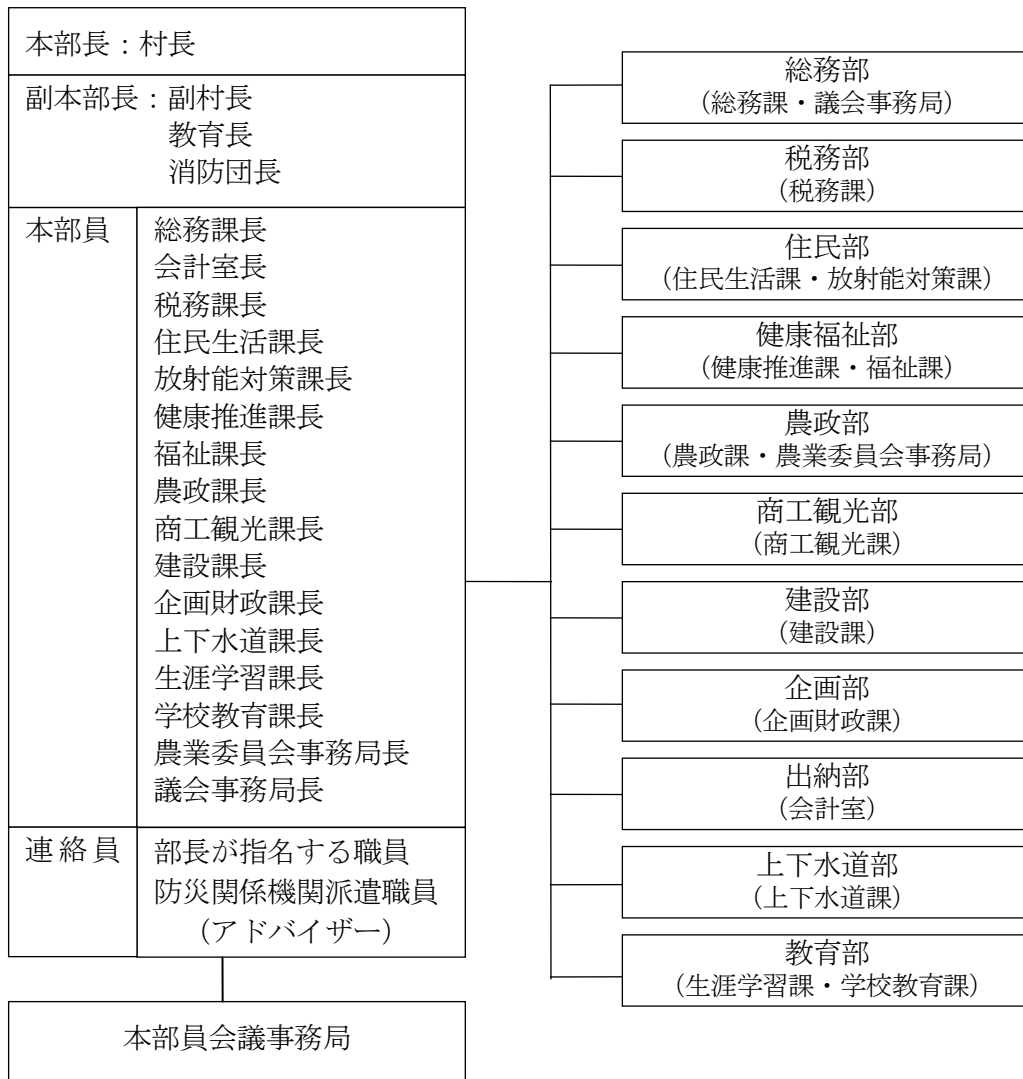 本部長：村長
副本部長：副村長
教育長
消防団長
本部員
総務課長
会計室長
税務課長
住民生活課長
放射能対策課長
健康推進課長
福祉課長
農政課長
商工観光課長
建設課長
企画財政課長
上下水道課長
生涯学習課長
学校教育課長
農業委員会事務局長
議会事務局長
連絡員
部長が指名する職員
防災関係機関派遣職員
（アドバイザー）
本部員会議事務局
総務部
（総務課・議会事務局）
税務部
（税務課）
住民部
（住民生活課・放射能対策課）
健康福祉部
（健康推進課・福祉課）
農政部
（農政課・農業委員会事務局）
商工観光部
（商工観光課）
建設部
（建設課）
企画部
（企画財政課）
出納部
（会計室）
上下水道部
（上下水道課）
教育部
（生涯学習課・学校教育課）